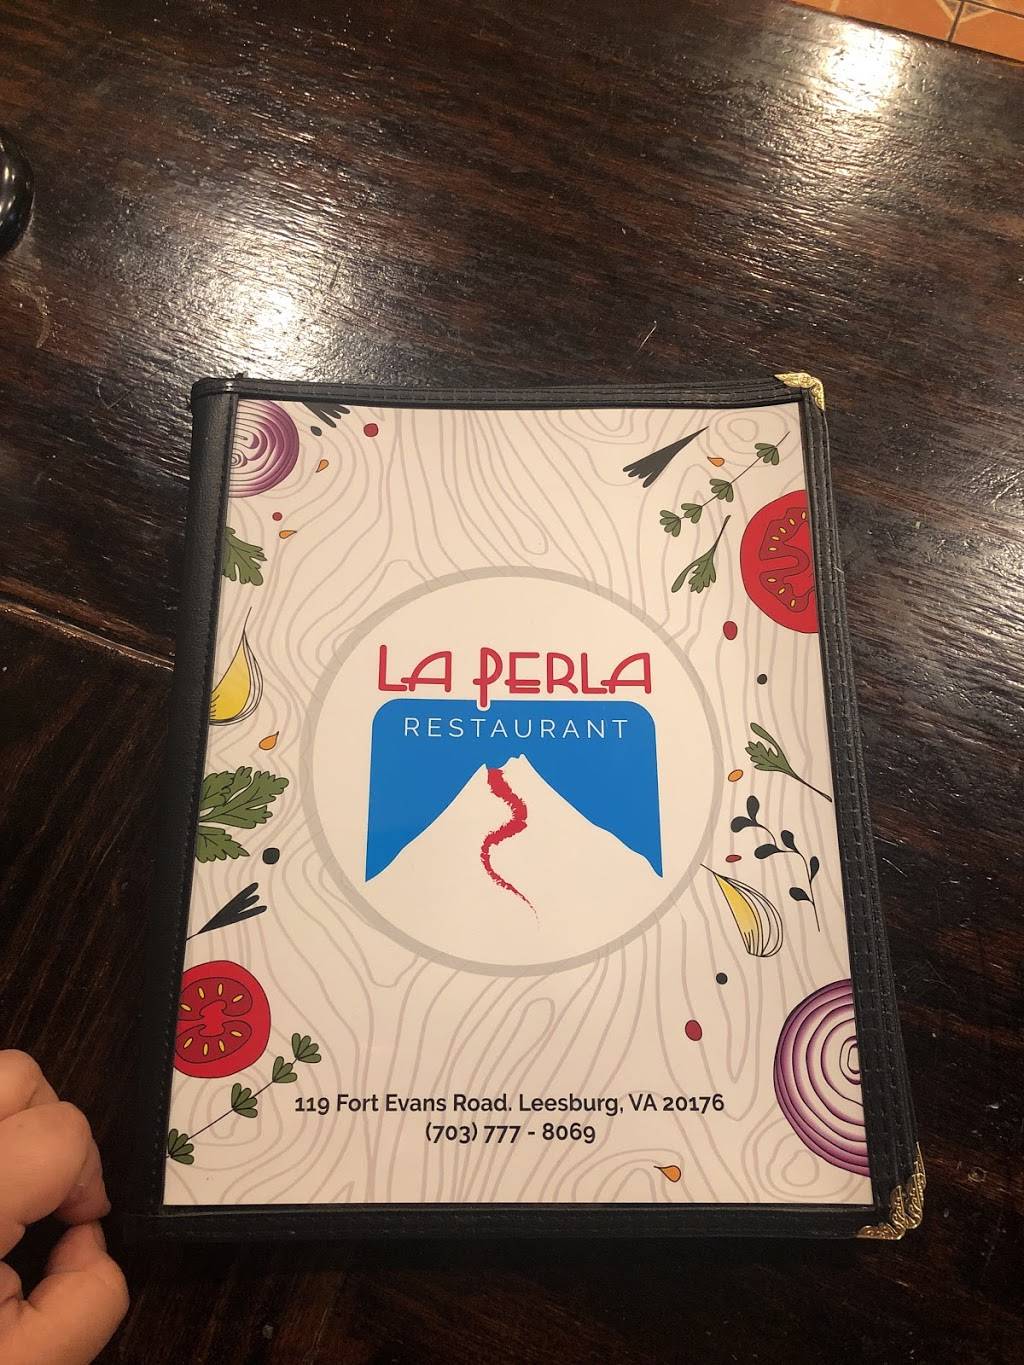 LA PERLA
RESTAURANT
119 Fort Evans Road. Leesburg, VA 20176
(703) 777 - 8069